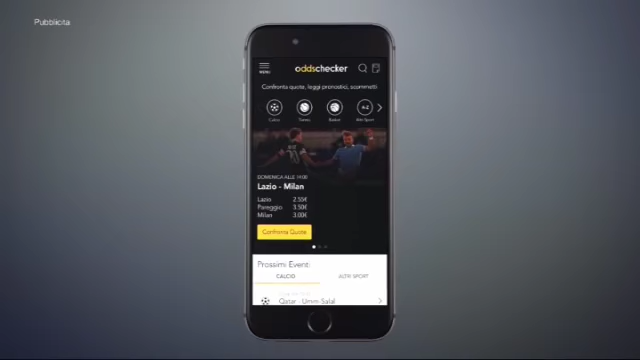 Pubblicità
oddschecker
MENU
Confronta quote, leggi pronostici, scommetti
Calcio Tennis Basket A-Z Altri Sport
DOMENICA ALLE 19:00
Lazio - Milan
Lazio 2.55€
Pareggio 3.50€
Milan 3.00€
Confronta Quote
Prossimi Eventi
CALCIO ALTRI SPORT
Qatar - Umm Salal